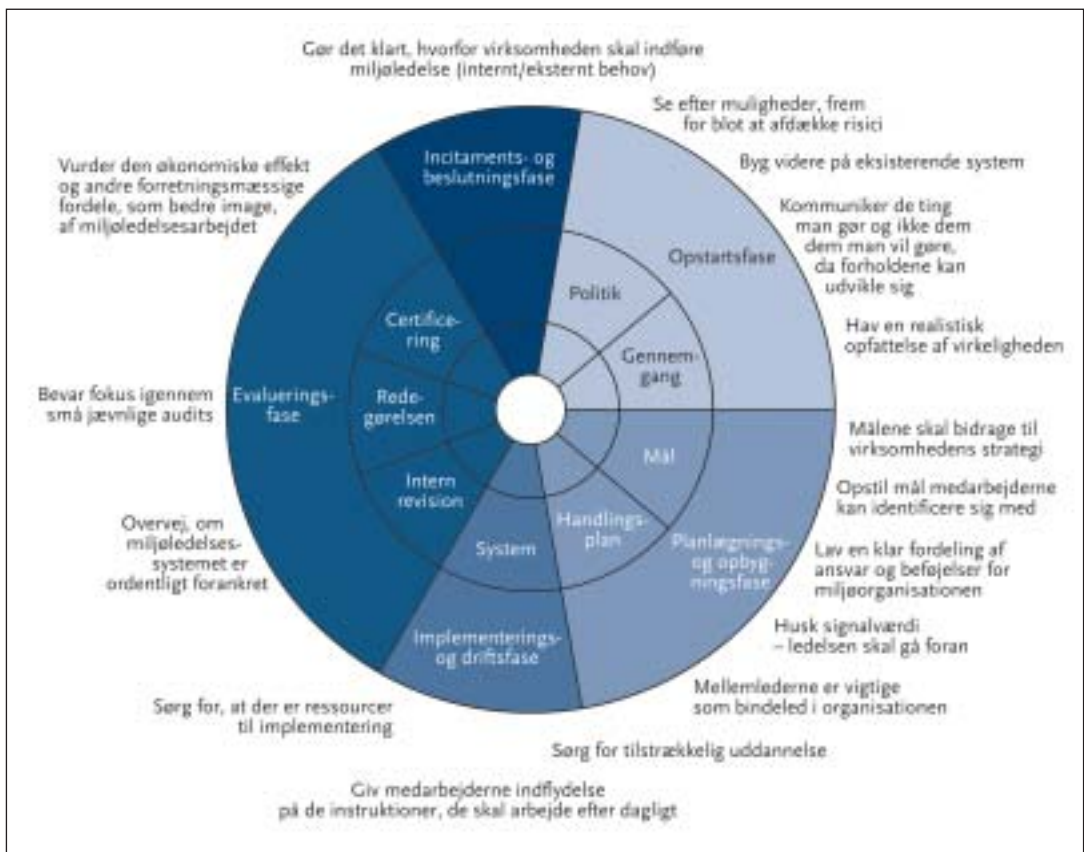 Gør det klart, hvorfor virksomheden skal indføre
miljøledelse (internt/eksternt behov)
Se efter muligheder, frem
for blot at afdække risici
Byg videre på eksisterende system
Kommuniker de ting
man gør og ikke dem
dem man vil gøre,
da forholdene kan
udvikle sig
Hav en realistisk
opfattelse af virkeligheden
Målene skal bidrage til
virksomhedens strategi
Opstil mål medarbejderne
kan identificere sig med
Lav en klar fordeling af
ansvar og beføjelser for
miljøorganisationen
Husk signalværdi
– ledelsen skal gå foran
Mellemlederne er vigtige
som bindeled i organisationen
Sørg for tilstrækkelig uddannelse
Giv medarbejderne indflydelse
på de instruktioner, de skal arbejde efter dagligt
Sørg for, at der er ressourcer
til implementering
Overvej, om
miljøledelses-
systemet er
ordentligt forankret
Bevar fokus igennem
små jævnlige audits
Vurder den økonomiske effekt
og andre forretningsmæssige
fordele, som bedre image,
af miljøledelsesarbejdet
Incitaments- og
beslutningsfase
Opstartsfase
Politik
Gennem-
gang
Mål
Handlings-
plan
Planlægnings-
og opbyg-
ningsfase
System
Implementerings-
og driftsfase
Intern
revision
Rede-
gørelsen
Certifice-
ring
Evaluerings-
fase